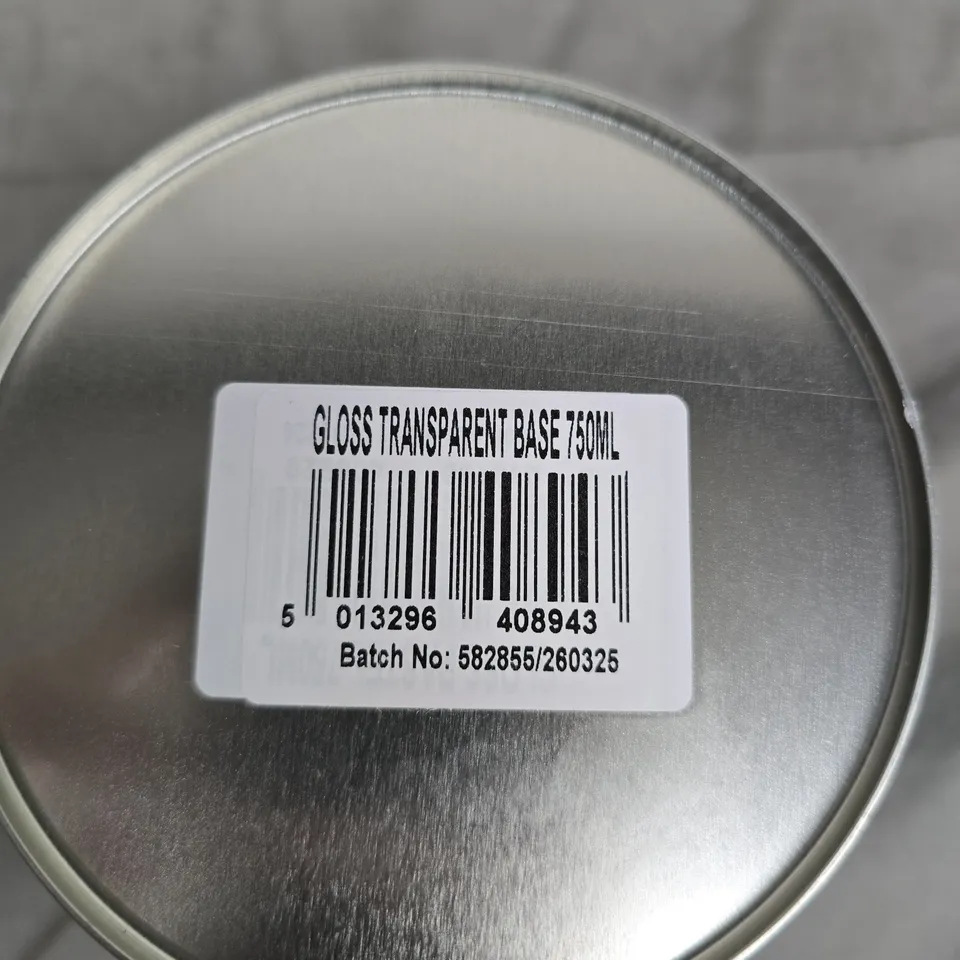 GLOSS TRANSPARENT BASE 750ML
5 013296 408943
Batch No: 582855/260325